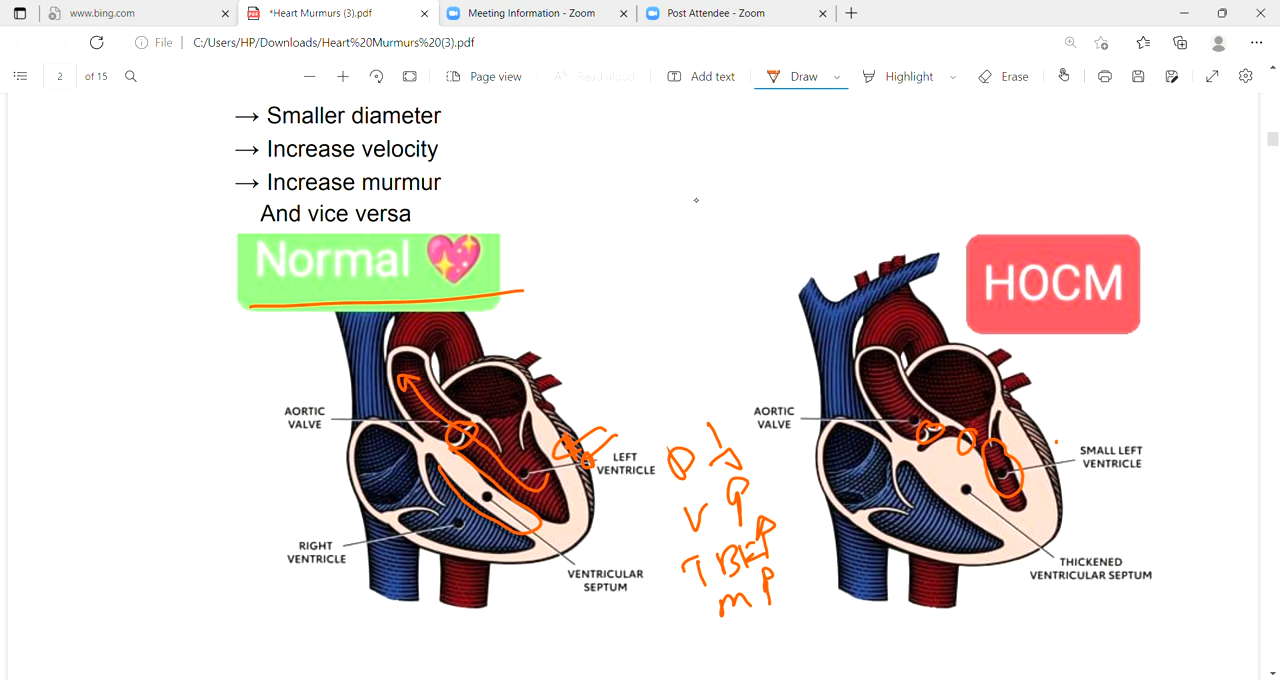 www.bing.com
*Heart Murmurs (3).pdf
Meeting Information - Zoom
Post Attendee - Zoom
File
C:/Users/HP/Downloads/Heart%20Murmurs%20(3).pdf
2 of 15
Page view
Read aloud
Add text
Draw
Highlight
Erase
→ Smaller diameter
→ Increase velocity
→ Increase murmur
And vice versa
Normal
HOCM
AORTIC
VALVE
LEFT
VENTRICLE
RIGHT
VENTRICLE
VENTRICULAR
SEPTUM
AORTIC
VALVE
SMALL LEFT
VENTRICLE
THICKENED
VENTRICULAR SEPTUM
D
V